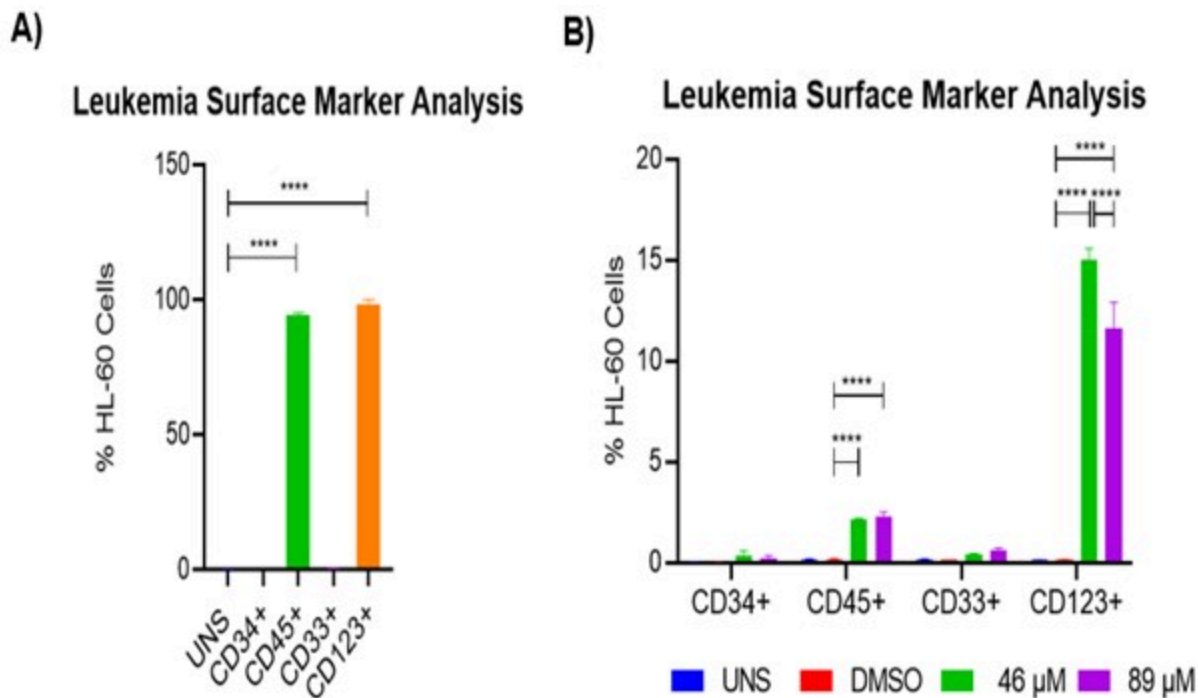 A)
Leukemia Surface Marker Analysis
% HL-60 Cells
150
100
50
0
****
****
UNS
CD34+
CD45+
CD33+
CD123+
B)
Leukemia Surface Marker Analysis
% HL-60 Cells
20
15
10
5
0
****
**** ****
****
****
CD34+ CD45+ CD33+ CD123+
UNS DMSO 46 µM 89 µM